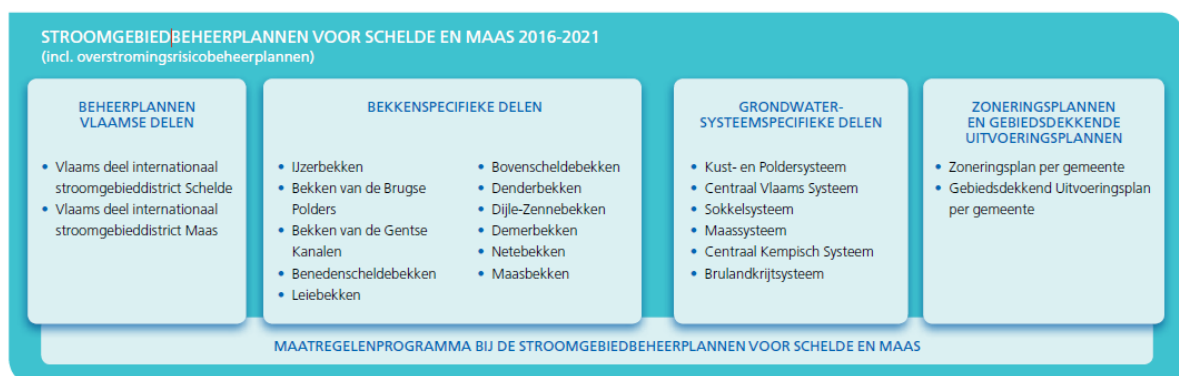 STROOMGEBIEDBEHEERPLANNEN VOOR SCHELDE EN MAAS 2016-2021
(incl. overstromingsrisicobeheerplannen)
BEHEERPLANNEN
VLAAMSE DELEN
• Vlaams deel internationaal
stroomgebieddistrict Schelde
• Vlaams deel internationaal
stroomgebieddistrict Maas
BEKKENSPECIFIEKE DELEN
• IJzerbekken
• Bekken van de Brugse
Polders
• Bekken van de Gentse
Kanalen
• Benedenscheldebekken
• Leiebekken
• Bovenscheldebekken
• Denderbekken
• Dijle-Zennebekken
• Demerbekken
• Netebekken
• Maasbekken
GRONDWATER-
SYSTEEMSPECIFIEKE DELEN
• Kust- en Poldersysteem
• Centraal Vlaams Systeem
• Sokkelsysteem
• Maassysteem
• Centraal Kempisch Systeem
• Brulandkrijtsysteem
ZONERINGSPLANNEN
EN GEBIEDSDEKKENDE
UITVOERINGSPLANNEN
• Zoneringsplan per gemeente
• Gebiedsdekkend Uitvoeringsplan
per gemeente
MAATREGELENPROGRAMMA BIJ DE STROOMGEBIEDBEHEERPLANNEN VOOR SCHELDE EN MAAS